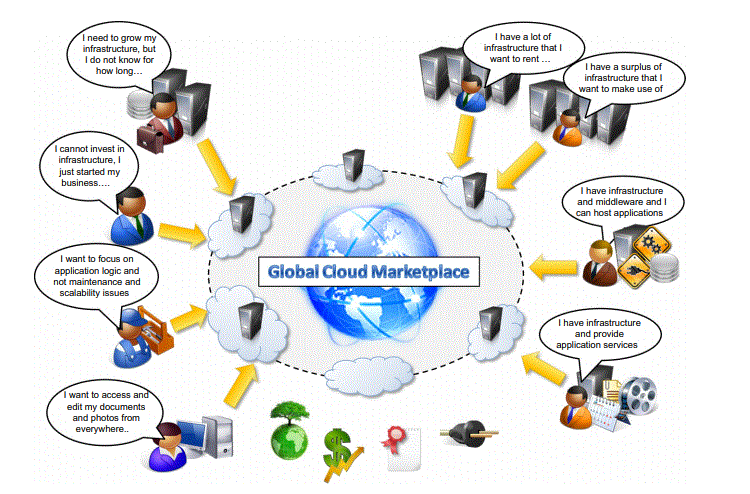 I need to grow my
infrastructure, but
I do not know for
how long…
I have a lot of
infrastructure that I
want to rent …
I have a surplus of
infrastructure that I
want to make use of
I cannot invest in
infrastructure, I
just started my
business….
I have infrastructure
and middleware and I
can host applications
I want to focus on
application logic and
not maintenance and
scalability issues
Global Cloud Marketplace
I have infrastructure
and provide
application services
I want to access and
edit my documents
and photos from
everywhere..